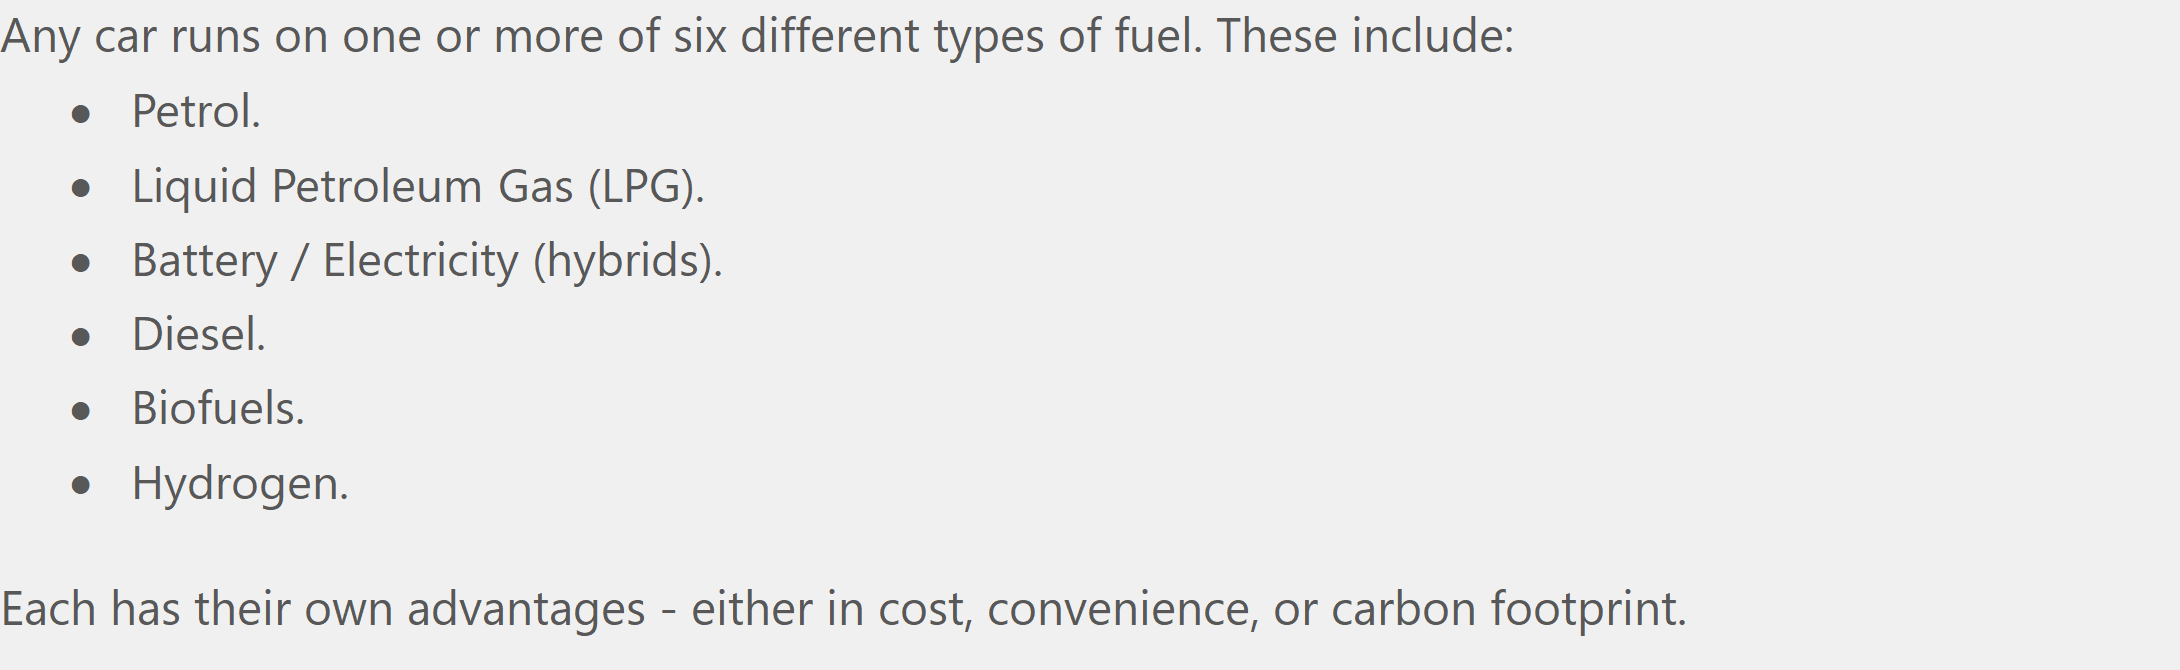 Any car runs on one or more of six different types of fuel. These include:
● Petrol.
● Liquid Petroleum Gas (LPG).
● Battery / Electricity (hybrids).
● Diesel.
● Biofuels.
● Hydrogen.
Each has their own advantages - either in cost, convenience, or carbon footprint.